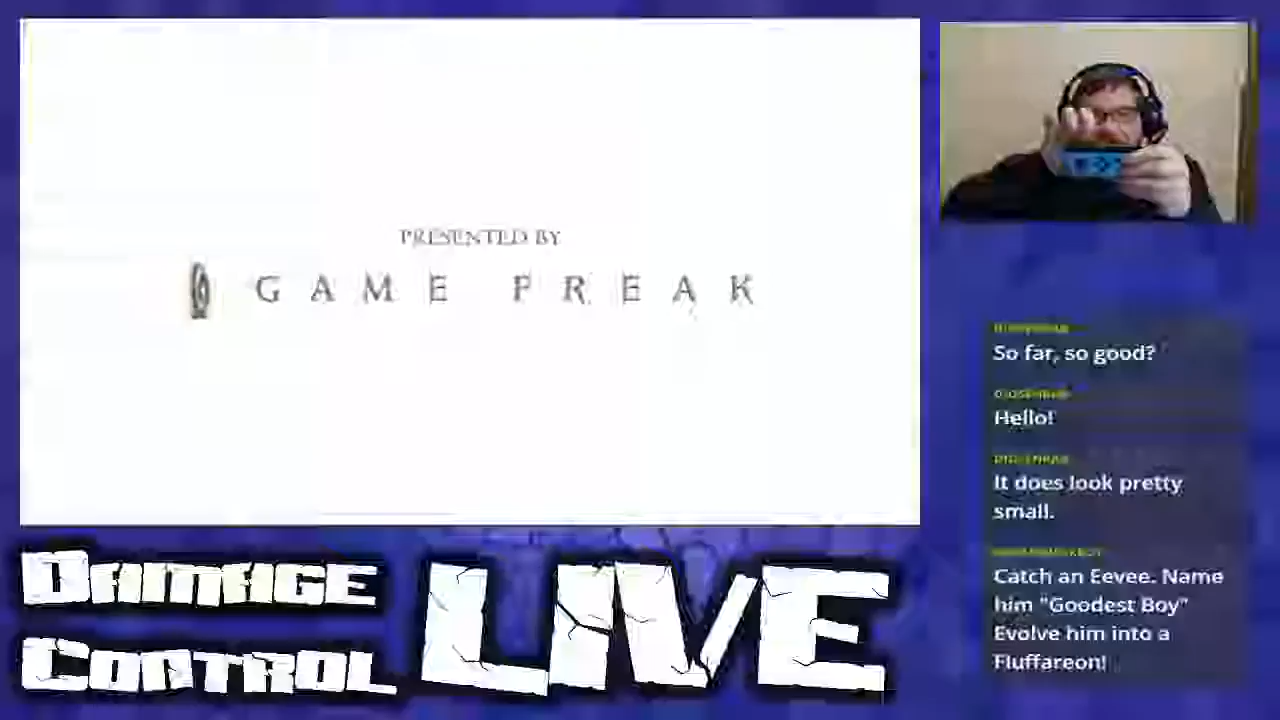 PRESENTED BY
GAME FREAK
So far, so good?
Hello!
It does look pretty
small.
Catch an Eevee. Name
him "Goodest Boy"
Evolve him into a
Fluffareon!
DAMAGE
CONTROL
LIVE